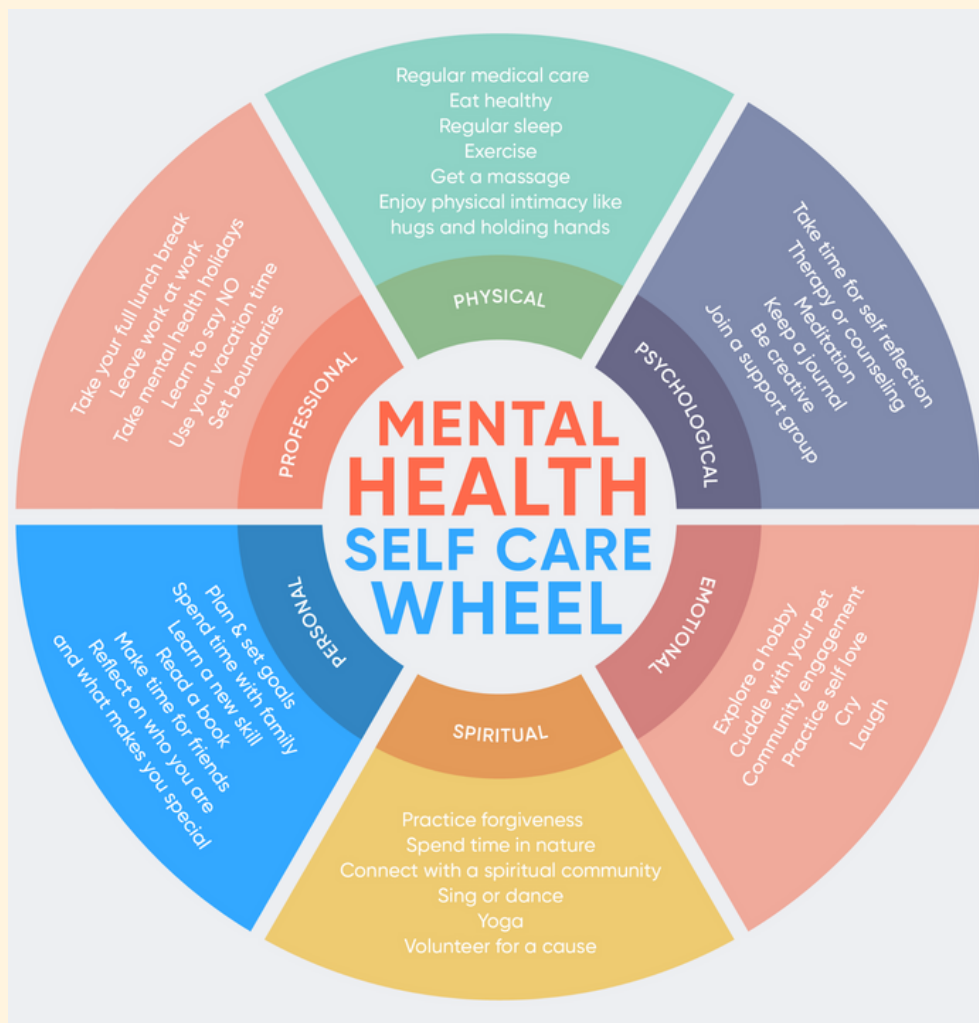 MENTAL
HEALTH
SELF CARE
WHEEL
PHYSICAL
Regular medical care
Eat healthy
Regular sleep
Exercise
Get a massage
Enjoy physical intimacy like
hugs and holding hands
PSYCHOLOGICAL
Take time for self reflection
Therapy or counseling
Meditation
Keep a journal
Be creative
Join a support group
EMOTIONAL
Explore a hobby
Cuddle with your pet
Community engagement
Practice self love
Cry
Laugh
SPIRITUAL
Practice forgiveness
Spend time in nature
Connect with a spiritual community
Sing or dance
Yoga
Volunteer for a cause
PERSONAL
Plan & set goals
Spend time with family
Learn a new skill
Read a book
Make time for friends
Reflect on who you are
and what makes you special
PROFESSIONAL
Take your full lunch break
Leave work at work
Take mental health holidays
Learn to say NO
Use your vacation time
Set boundaries